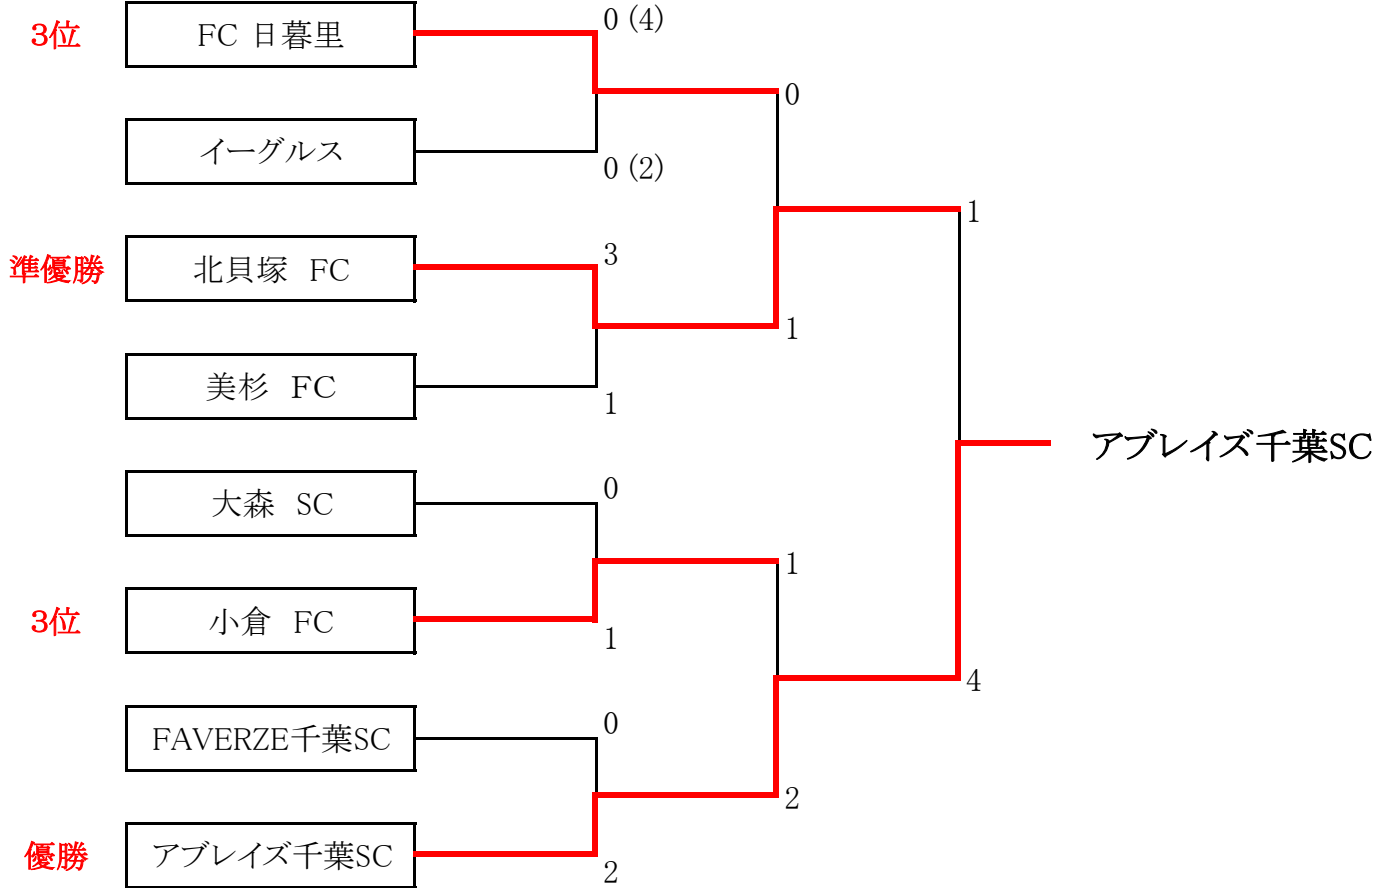 3位 FC 日暮里 0 (4)
0
イーグルス 0 (2)
1
準優勝 北貝塚　FC 3
1
美杉　FC 1
アブレイズ千葉SC
大森　SC 0
1
3位 小倉　FC 1
4
FAVERZE千葉SC 0
2
優勝 アブレイズ千葉SC 2